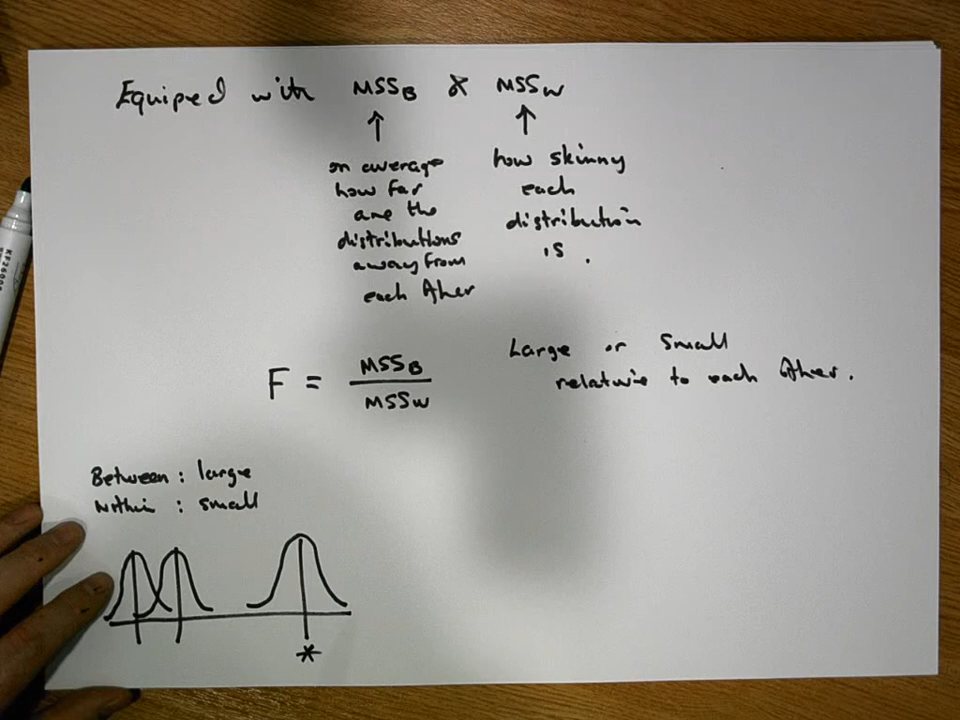 Equiped with MSSB & MSSW
↑ ↑
on average
how far
are the
distributions
away from
each other
how skinny
each
distribution
is.
F = MSSB / MSSW
Large or small
relative to each other.
Between : large
Within : small
*